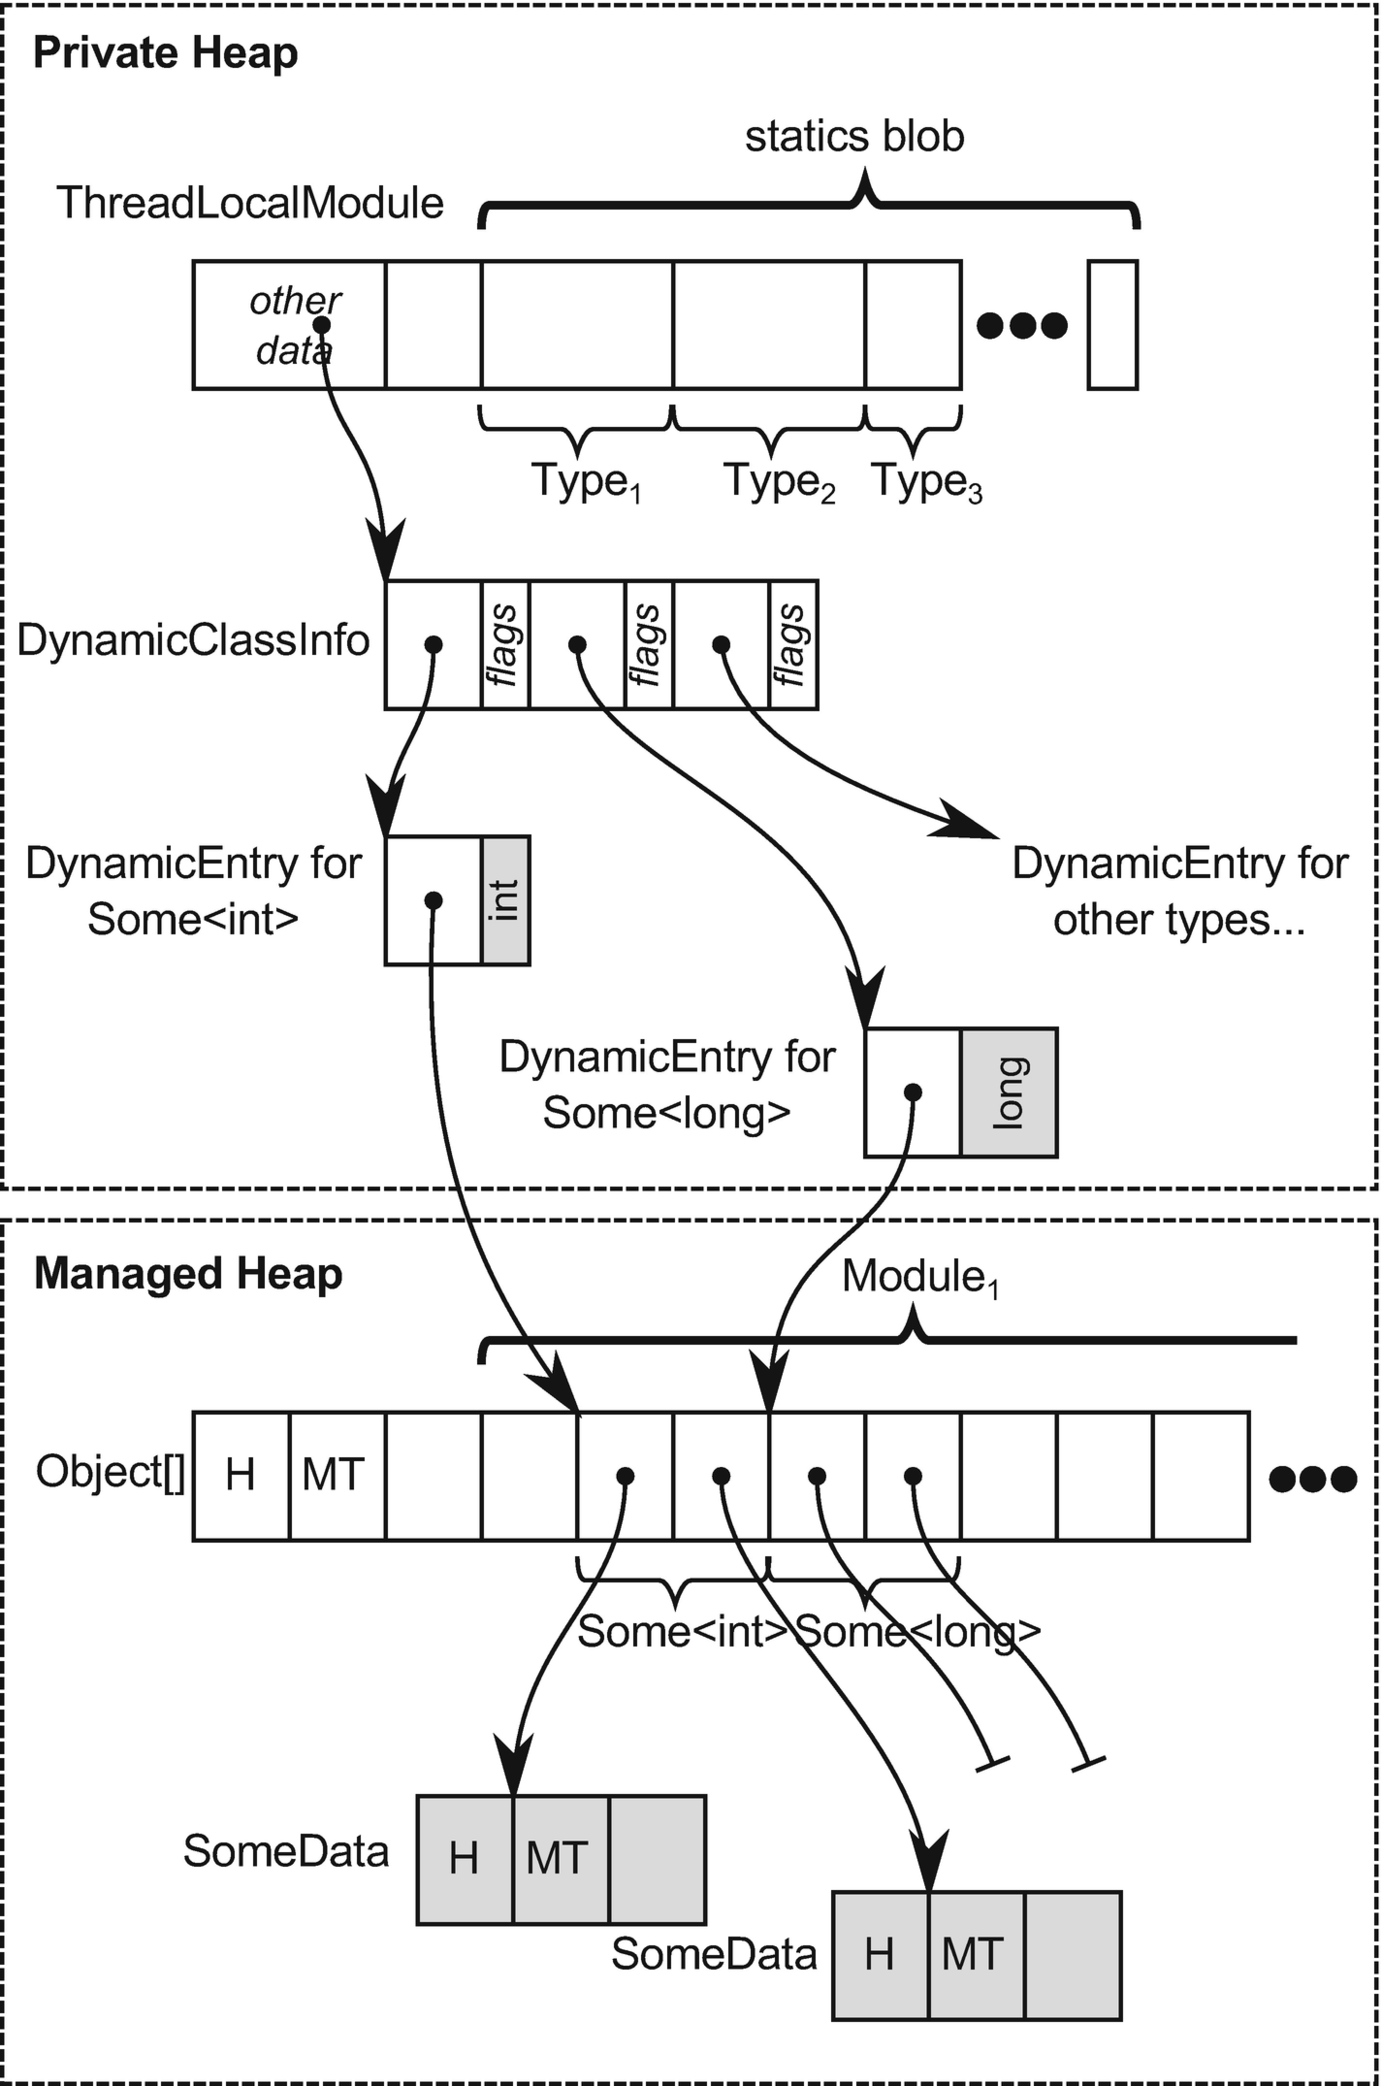 Private Heap
statics blob
ThreadLocalModule
other
data
Type₁ Type₂ Type₃
DynamicClassInfo
flags flags flags
DynamicEntry for
Some<int>
int
DynamicEntry for
other types...
DynamicEntry for
Some<long>
long
Managed Heap
Module₁
Object[] H MT
Some<int> Some<long>
SomeData H MT
SomeData H MT